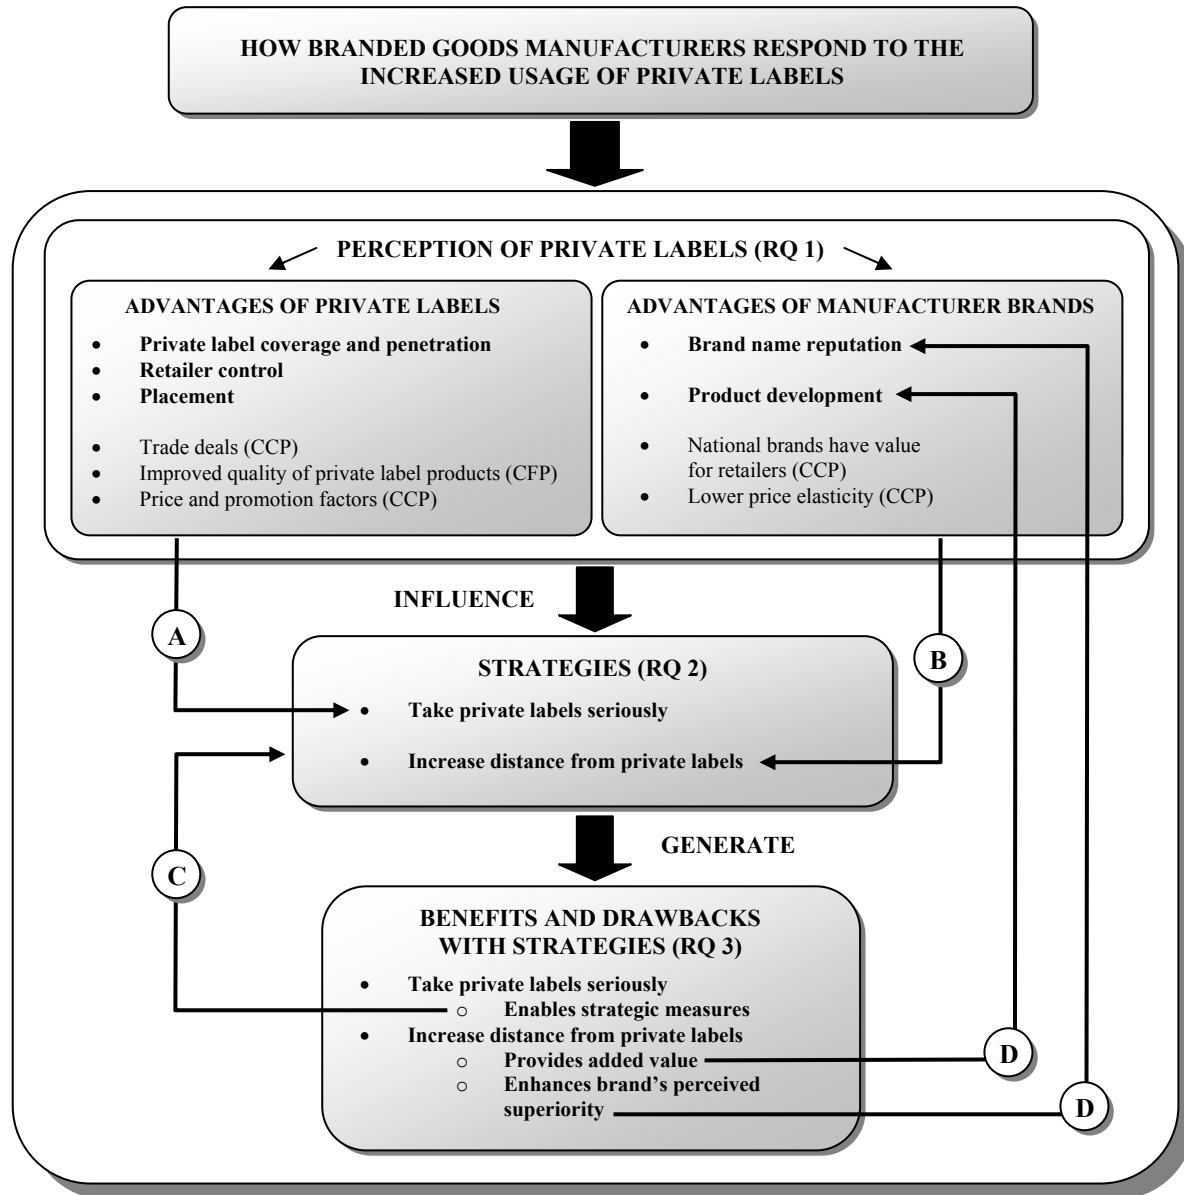 HOW BRANDED GOODS MANUFACTURERS RESPOND TO THE
INCREASED USAGE OF PRIVATE LABELS
PERCEPTION OF PRIVATE LABELS (RQ 1)
ADVANTAGES OF PRIVATE LABELS
• Private label coverage and penetration
• Retailer control
• Placement
• Trade deals (CCP)
• Improved quality of private label products (CFP)
• Price and promotion factors (CCP)
ADVANTAGES OF MANUFACTURER BRANDS
• Brand name reputation
• Product development
• National brands have value
for retailers (CCP)
• Lower price elasticity (CCP)
INFLUENCE
A
B
STRATEGIES (RQ 2)
• Take private labels seriously
• Increase distance from private labels
GENERATE
C
BENEFITS AND DRAWBACKS
WITH STRATEGIES (RQ 3)
• Take private labels seriously
o Enables strategic measures
• Increase distance from private labels
o Provides added value
o Enhances brand’s perceived
superiority
D
D